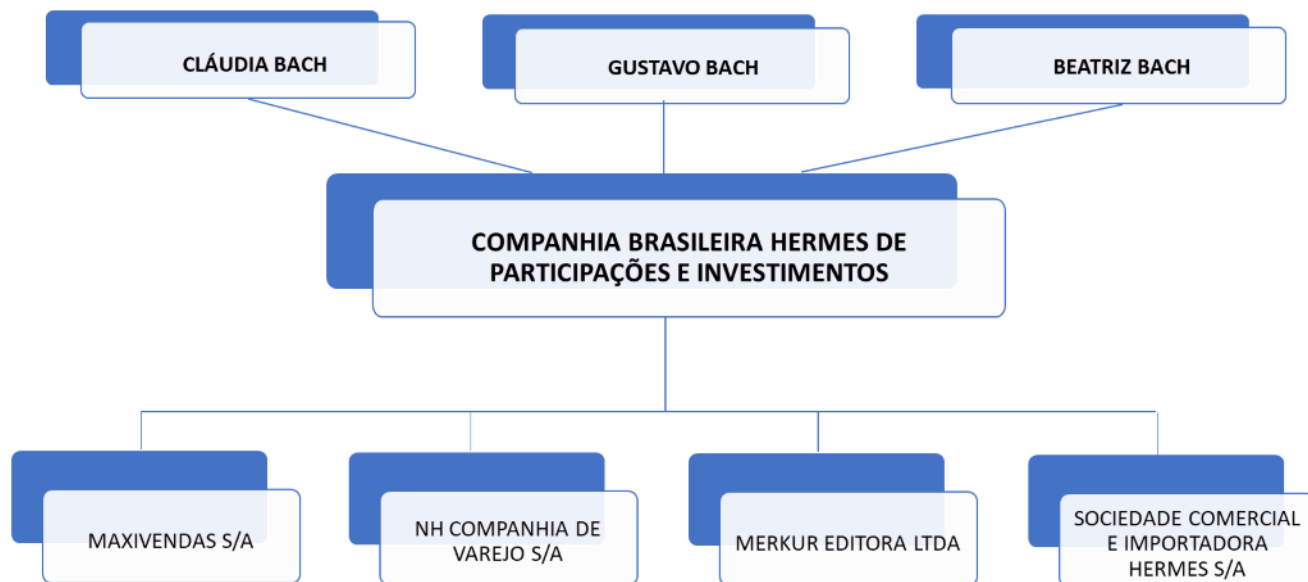 CLÁUDIA BACH
GUSTAVO BACH
BEATRIZ BACH
COMPANHIA BRASILEIRA HERMES DE
PARTICIPAÇÕES E INVESTIMENTOS
MAXIVENDAS S/A
NH COMPANHIA DE
VAREJO S/A
MERKUR EDITORA LTDA
SOCIEDADE COMERCIAL
E IMPORTADORA
HERMES S/A